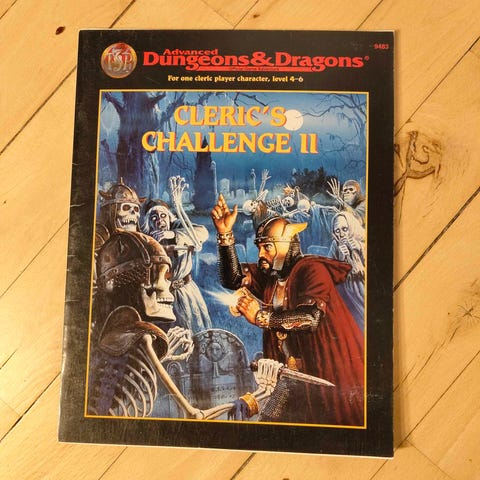 TSR
Advanced
9483
Dungeons & Dragons®
For one cleric player character, level 4–6
CLERIC'S
CHALLENGE II